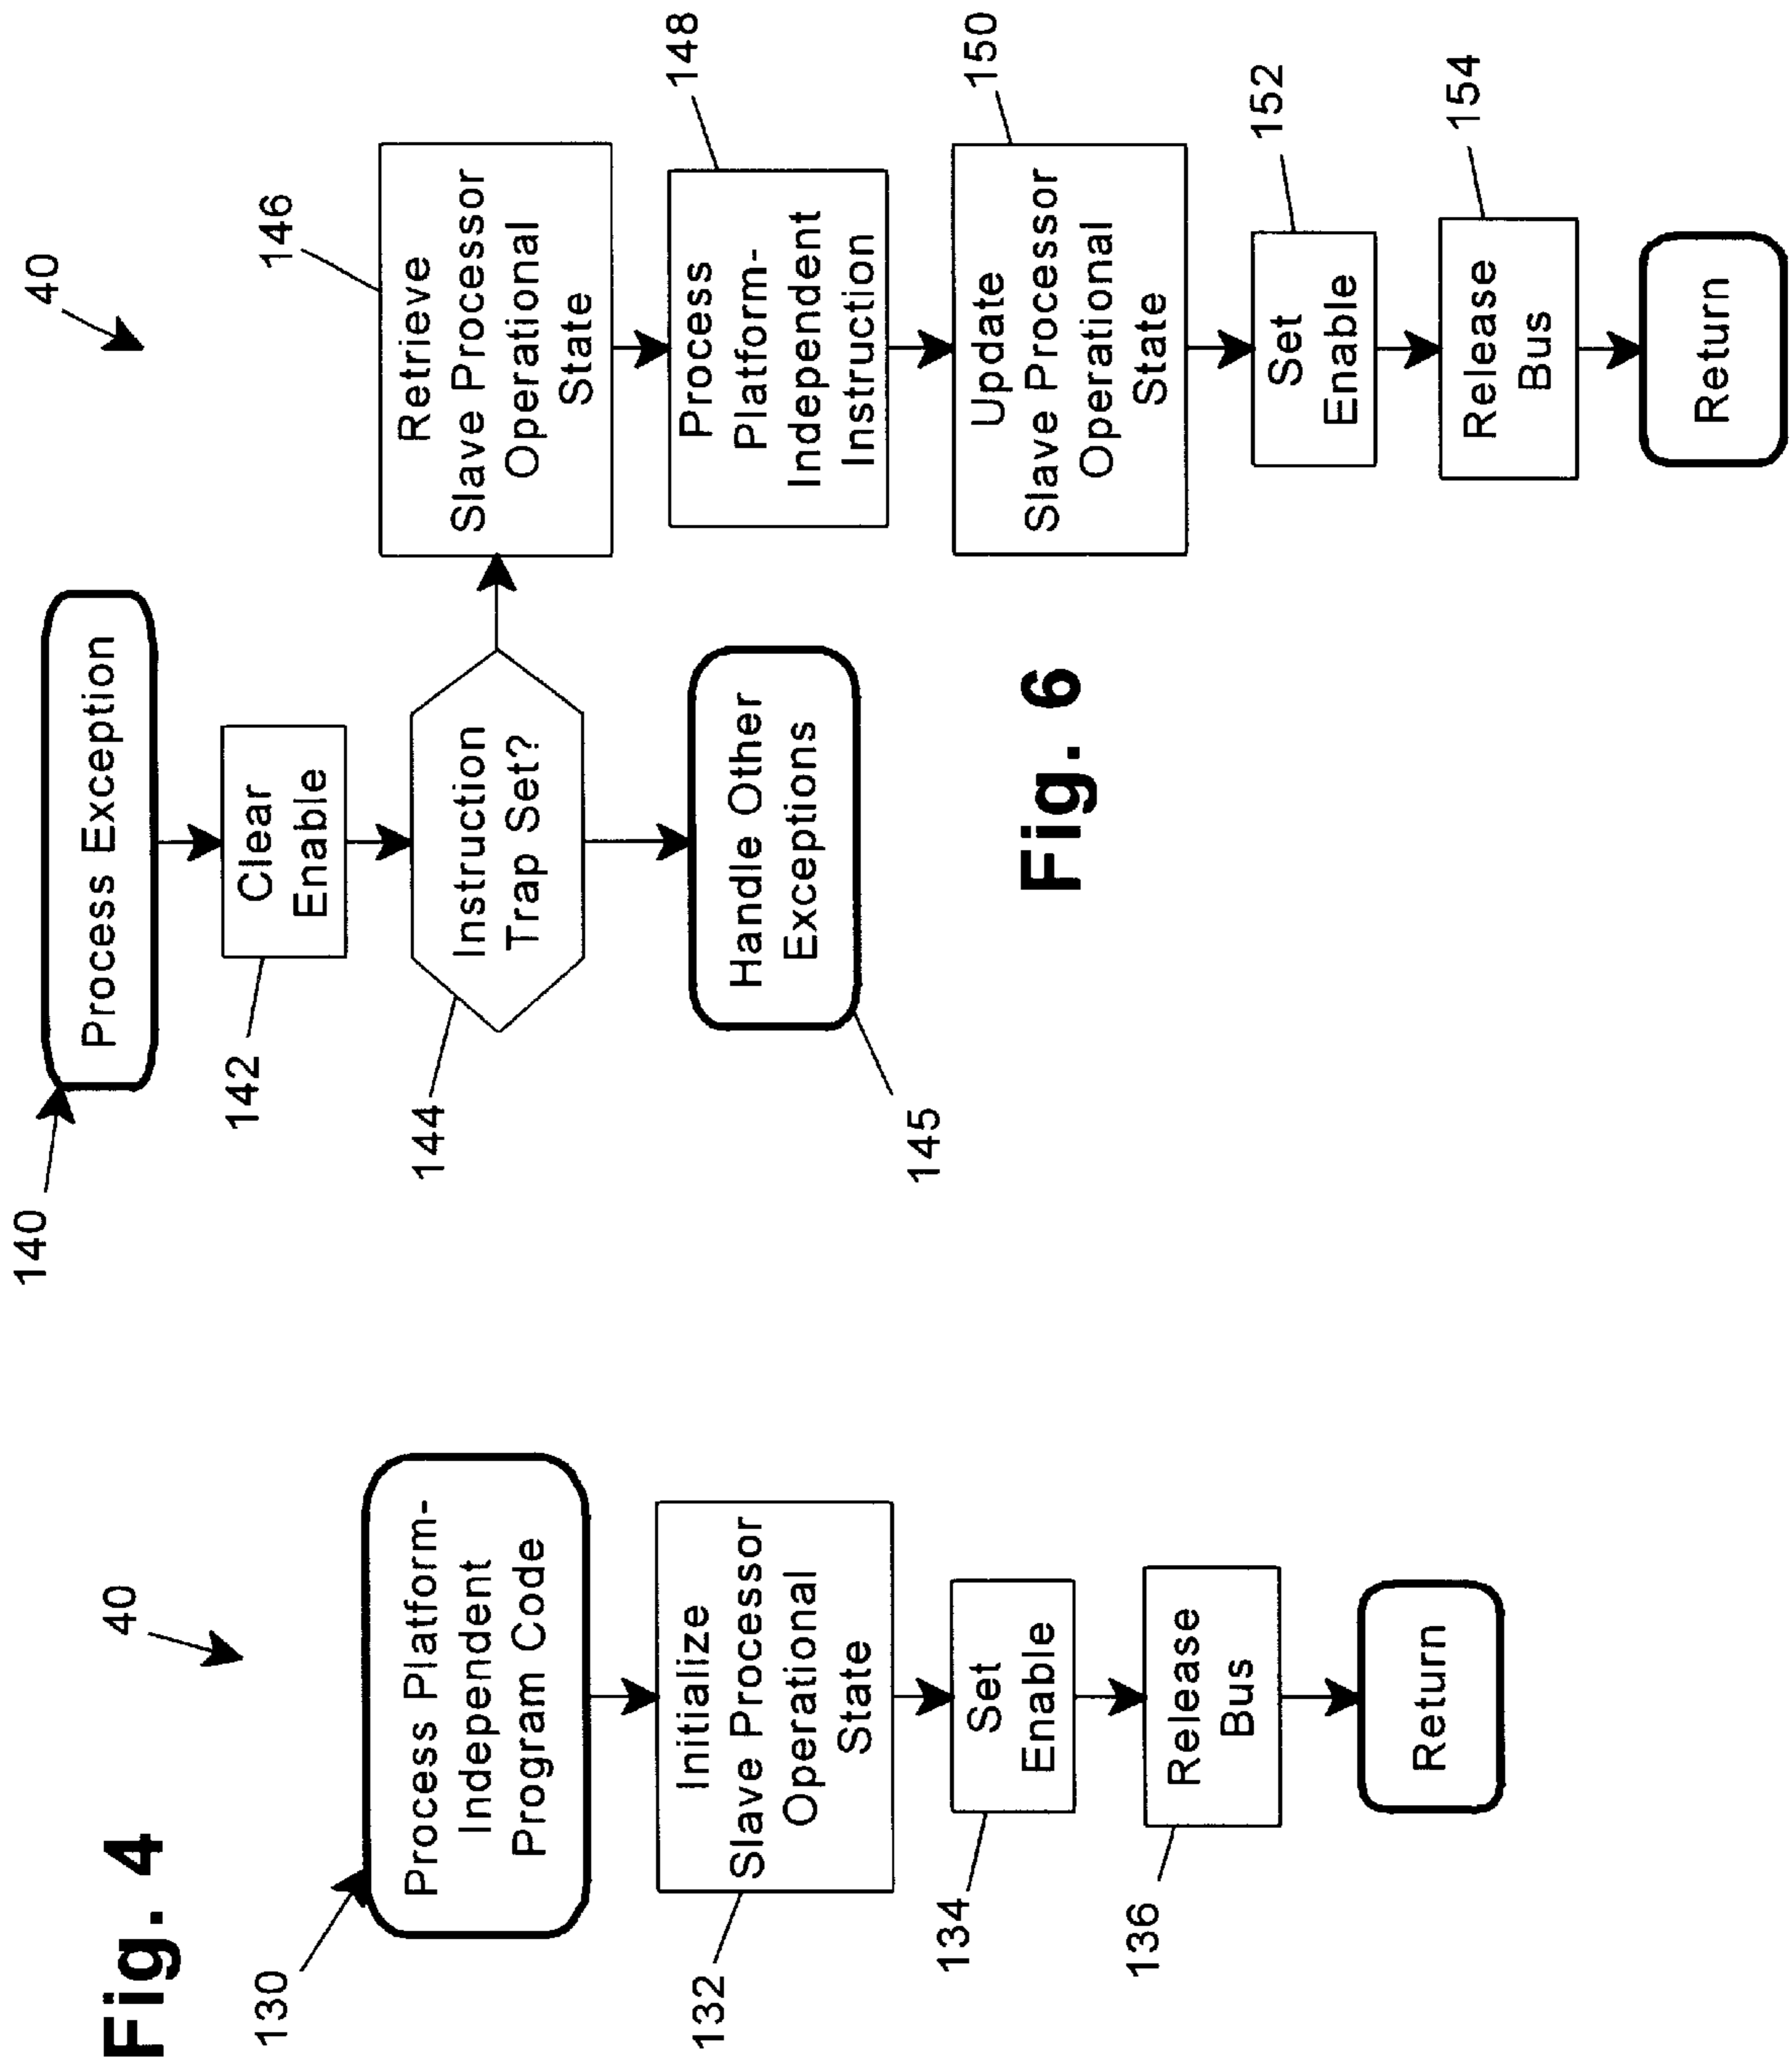 Fig. 4
40
130
Process Platform-
Independent
Program Code
132
Initialize
Slave Processor
Operational
State
134
Set
Enable
136
Release
Bus
Return
40
140
Process Exception
142
Clear
Enable
144
Instruction
Trap Set?
145
Handle Other
Exceptions
146
Retrieve
Slave Processor
Operational
State
148
Process
Platform-
Independent
Instruction
150
Update
Slave Processor
Operational
State
152
Set
Enable
154
Release
Bus
Return
Fig. 6